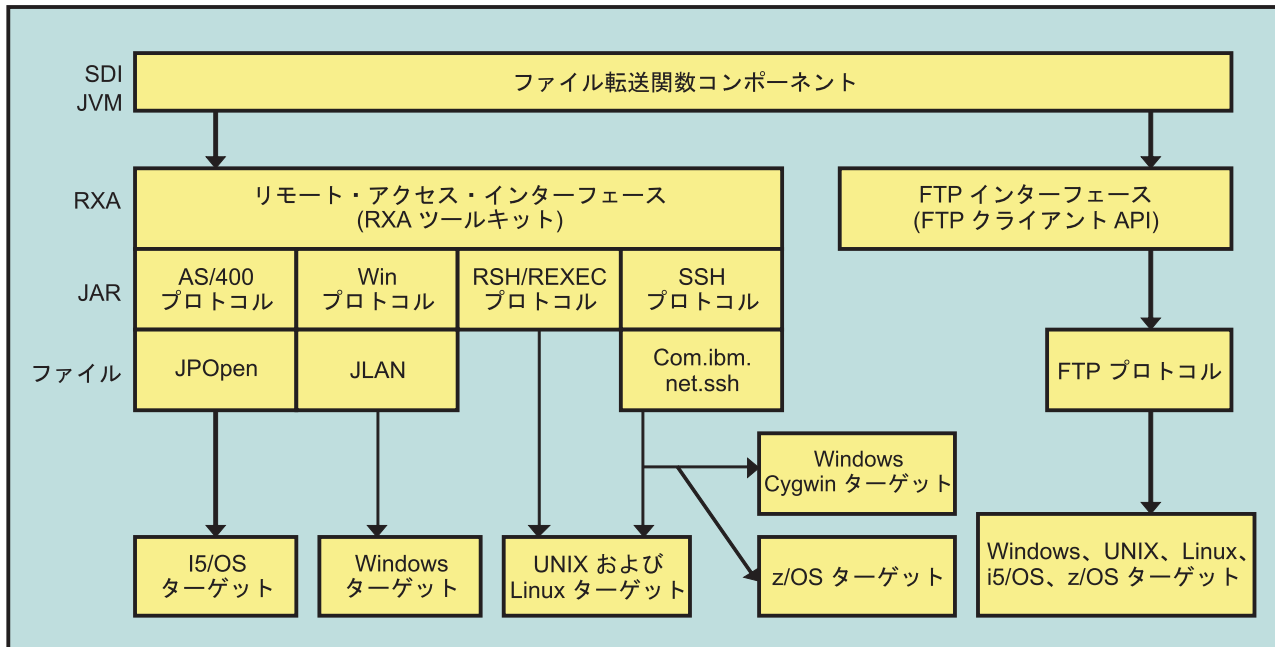 SDI
JVM
ファイル転送関数コンポーネント
RXA
リモート・アクセス・インターフェース
(RXA ツールキット)
FTP インターフェース
(FTP クライアント API)
JAR
AS/400
プロトコル
Win
プロトコル
RSH/REXEC
プロトコル
SSH
プロトコル
ファイル
JPOpen
JLAN
Com.ibm.
net.ssh
FTP プロトコル
Windows
Cygwin ターゲット
I5/OS
ターゲット
Windows
ターゲット
UNIX および
Linux ターゲット
z/OS ターゲット
Windows、UNIX、Linux、
i5/OS、z/OS ターゲット